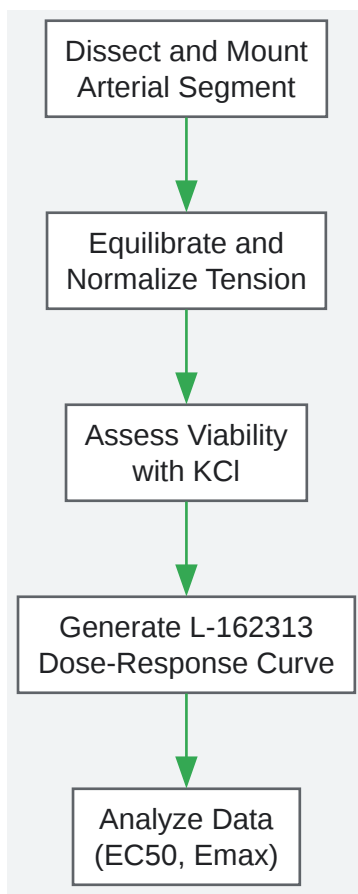 Dissect and Mount
Arterial Segment
Equilibrate and
Normalize Tension
Assess Viability
with KCl
Generate L-162313
Dose-Response Curve
Analyze Data
(EC50, Emax)